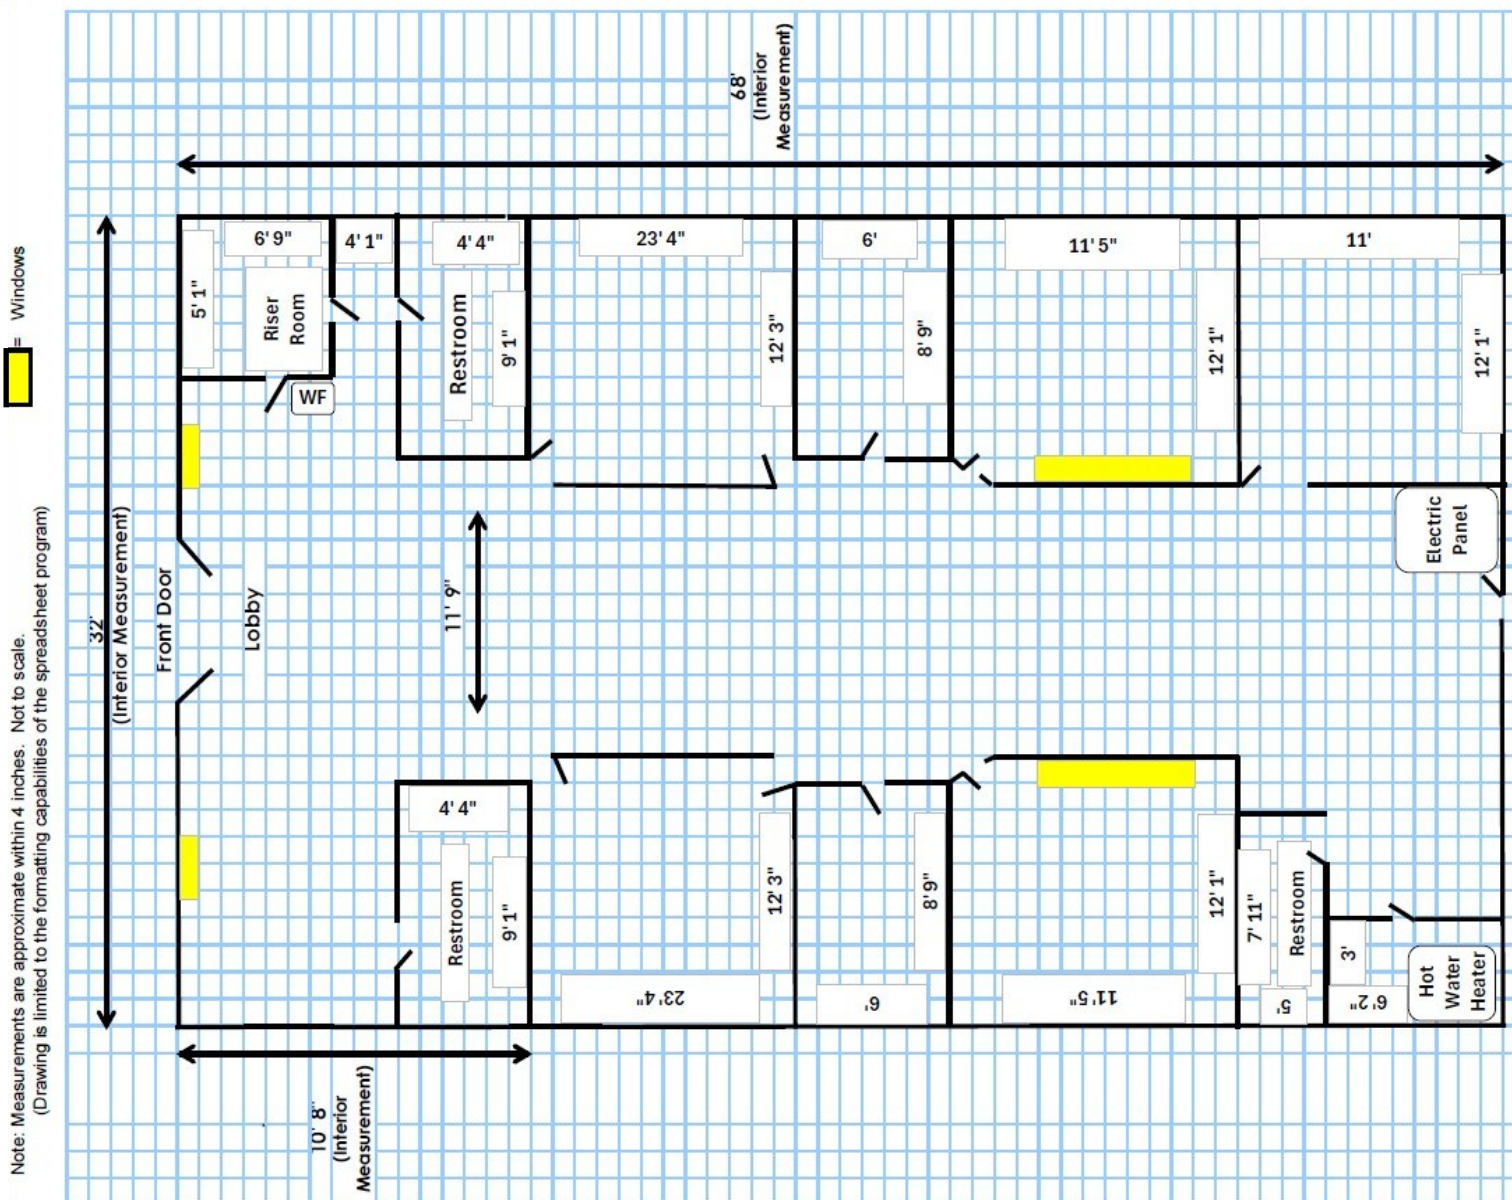 = Windows
Note: Measurements are approximate within 4 inches. Not to scale.
(Drawing is limited to the formatting capabilities of the spreadsheet program)
68'
(Interior
Measurement)
32'
(Interior Measurement)
6' 9"
4' 1"
4' 4"
23' 4"
6'
11' 5"
11'
5' 1"
Riser
Room
WF
Restroom
9' 1"
12' 3"
8' 9"
12' 1"
12' 1"
Electric
Panel
Front Door
Lobby
11' 9"
4' 4"
Restroom
9' 1"
12' 3"
23' 4"
8' 9"
6'
12' 1"
11' 5"
7' 11"
Restroom
5'
3'
6' 2"
Hot
Water
Heater
10' 8"
(Interior
Measurement)